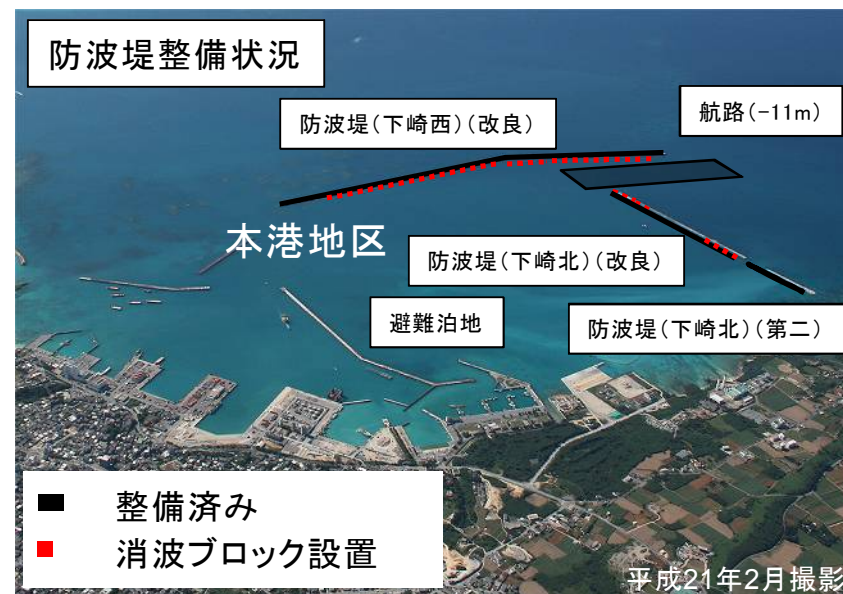 防波堤整備状況
防波堤(下崎西)(改良)
航路(-11m)
本港地区
防波堤(下崎北)(改良)
避難泊地
防波堤(下崎北)(第二)
整備済み
消波ブロック設置
平成21年2月撮影